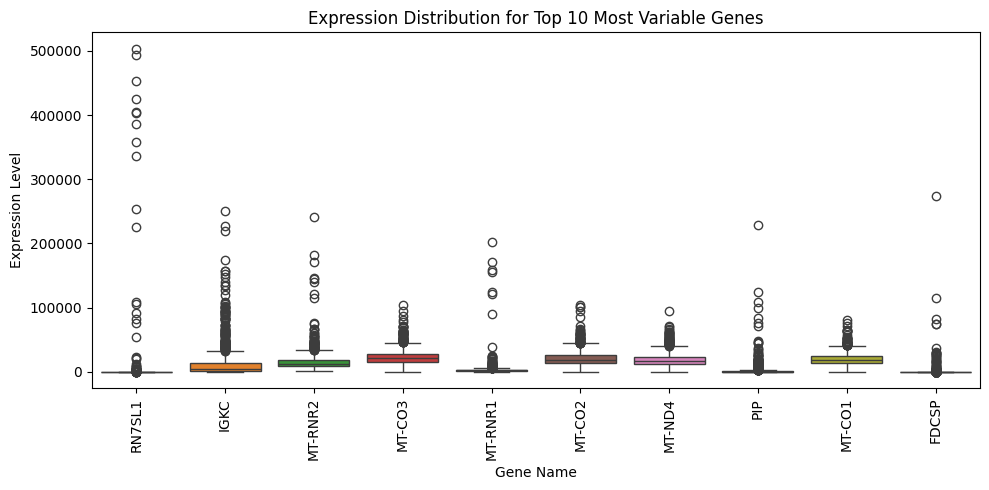 Expression Distribution for Top 10 Most Variable Genes
Expression Level
500000
400000
300000
200000
100000
0
RN7SL1
IGKC
MT-RNR2
MT-CO3
MT-RNR1
MT-CO2
MT-ND4
PIP
MT-CO1
FDCSP
Gene Name